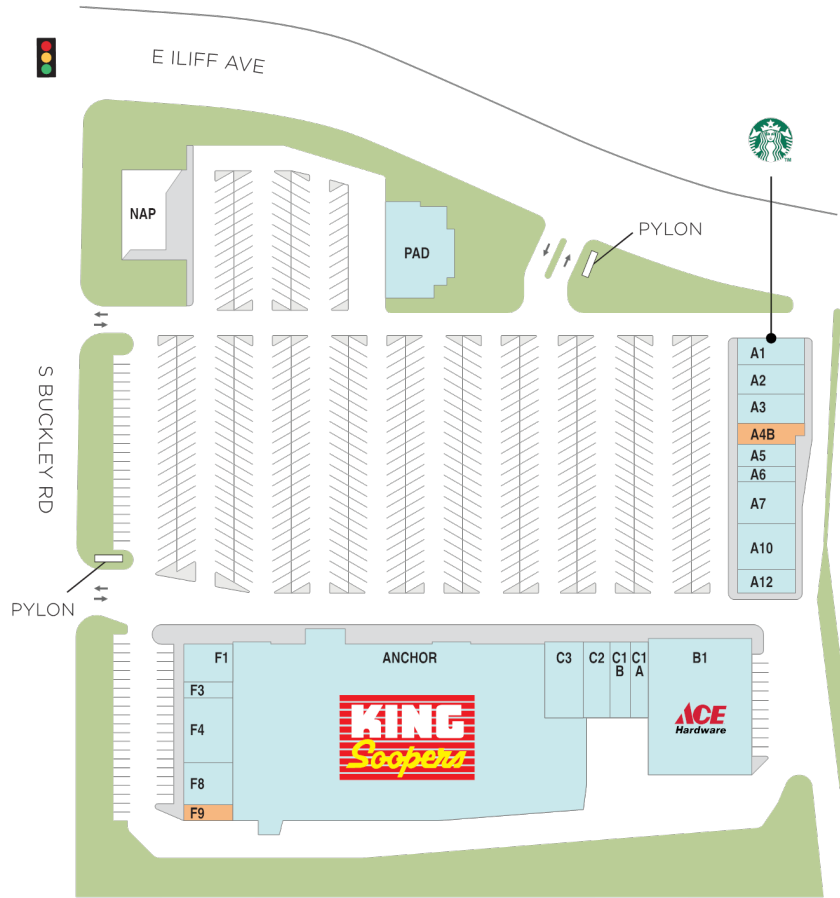 E ILIFF AVE
TM
NAP
PYLON
PAD
A1
A2
A3
A4B
A5
A6
A7
A10
A12
S BUCKLEY RD
PYLON
F1
ANCHOR
C3
C2
C1
B
C1
A
B1
F3
F4
F8
F9
KING
Soopers
ACE
Hardware